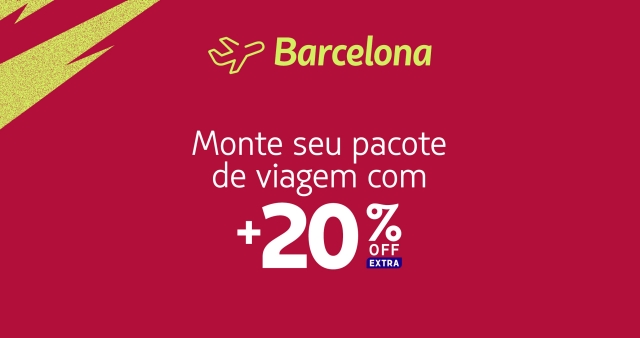 Barcelona
Monte seu pacote
de viagem com
+20%
OFF
EXTRA